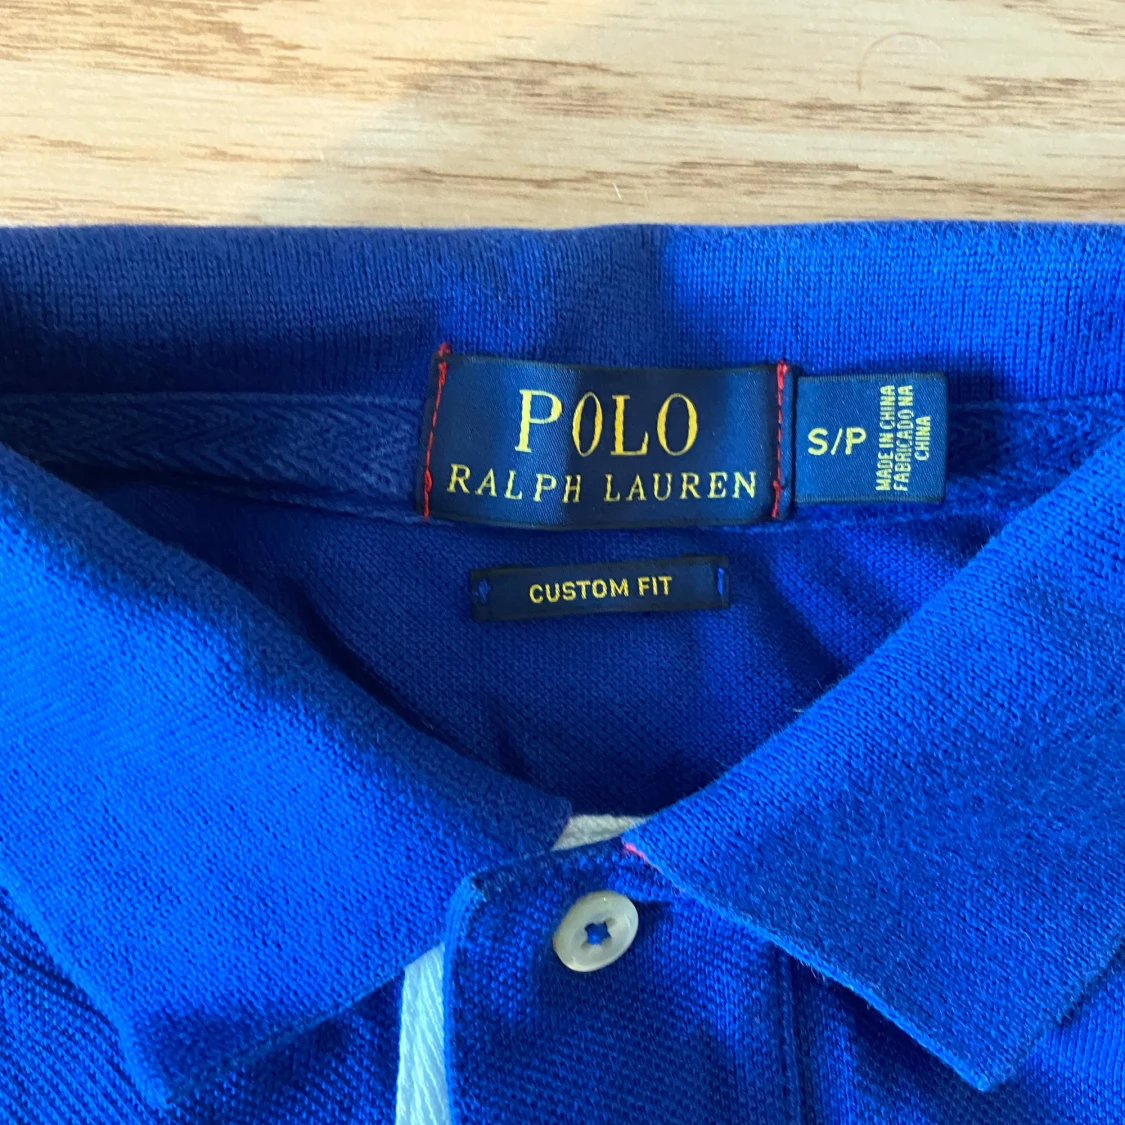 POLO
RALPH LAUREN
S/P
MADE IN CHINA
FABRICADO NA
CHINA
CUSTOM FIT